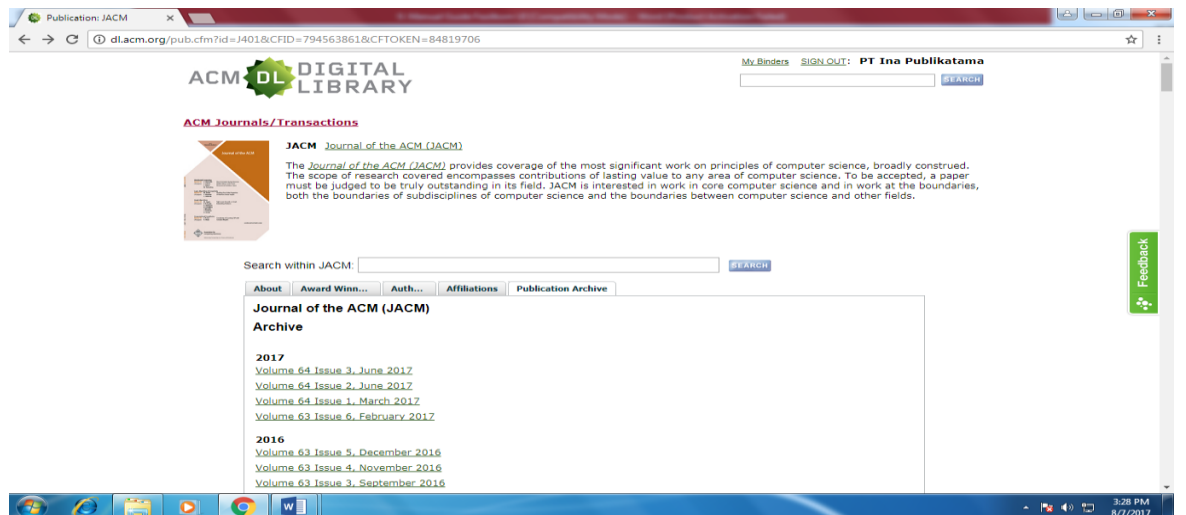 Publication: JACM
dl.acm.org/pub.cfm?id=J401&CFID=794563861&CFTOKEN=84819706
My Binders SIGN OUT: PT Ina Publikatama
ACM DL DIGITAL
LIBRARY
SEARCH
ACM Journals/Transactions
JACM Journal of the ACM (JACM)
The Journal of the ACM (JACM) provides coverage of the most significant work on principles of computer science, broadly construed.
The scope of research covered encompasses contributions of lasting value to any area of computer science. To be accepted, a paper
must be judged to be truly outstanding in its field. JACM is interested in work in core computer science and in work at the boundaries,
both the boundaries of subdisciplines of computer science and the boundaries between computer science and other fields.
Feedback
Search within JACM: SEARCH
About Award Winn... Auth... Affiliations Publication Archive
Journal of the ACM (JACM)
Archive
2017
Volume 64 Issue 3, June 2017
Volume 64 Issue 2, June 2017
Volume 64 Issue 1, March 2017
Volume 63 Issue 6, February 2017
2016
Volume 63 Issue 5, December 2016
Volume 63 Issue 4, November 2016
Volume 63 Issue 3, September 2016
3:28 PM
8/7/2017